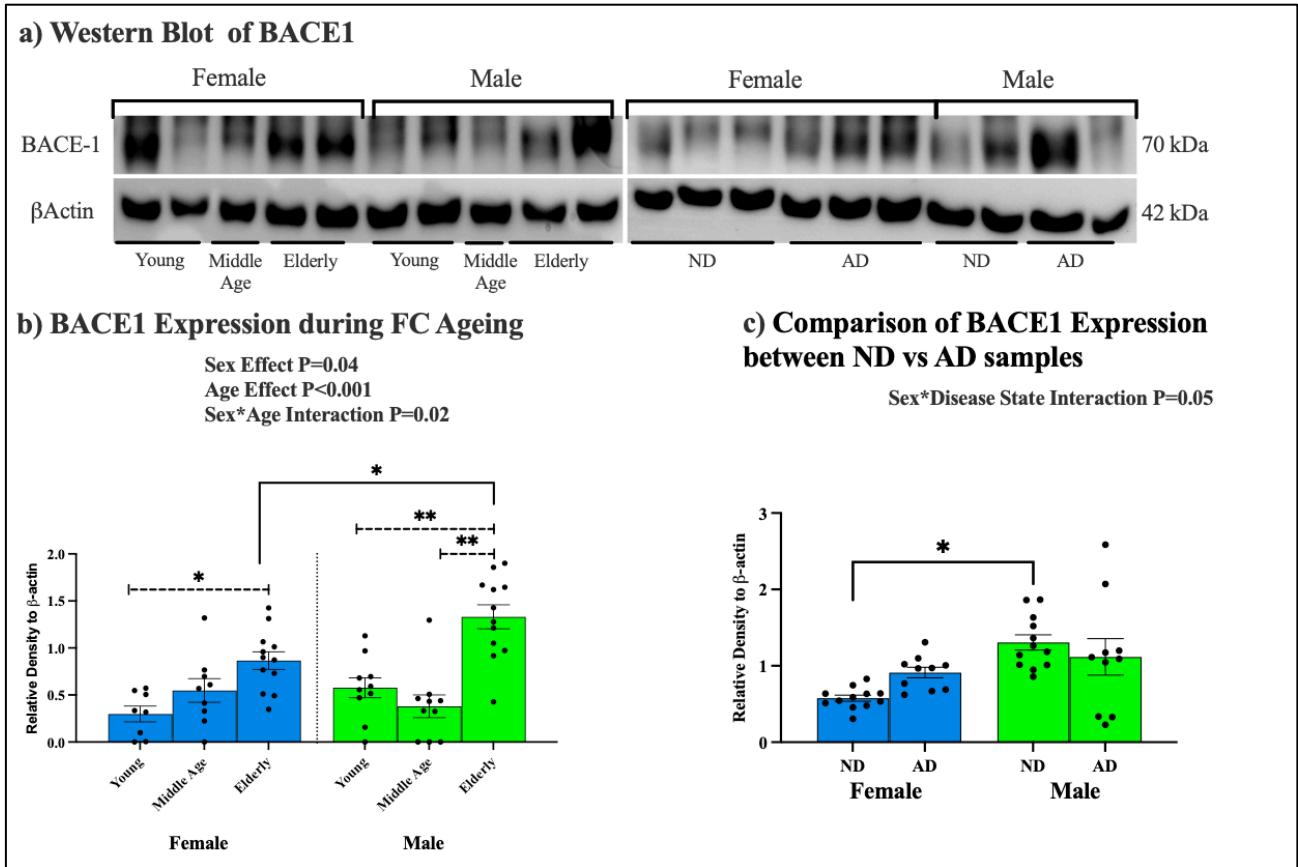 a) Western Blot of BACE1
Female Male Female Male
BACE-1 70 kDa
βActin 42 kDa
Young Middle Age Elderly Young Middle Age Elderly ND AD ND AD
b) BACE1 Expression during FC Ageing
Sex Effect P=0.04
Age Effect P<0.001
Sex*Age Interaction P=0.02
*
**
**
*
Relative Density to β-actin
2.0
1.5
1.0
0.5
0.0
Young Middle Age Elderly Young Middle Age Elderly
Female Male
c) Comparison of BACE1 Expression
between ND vs AD samples
Sex*Disease State Interaction P=0.05
*
Relative Density to β-actin
3
2
1
0
ND AD ND AD
Female Male